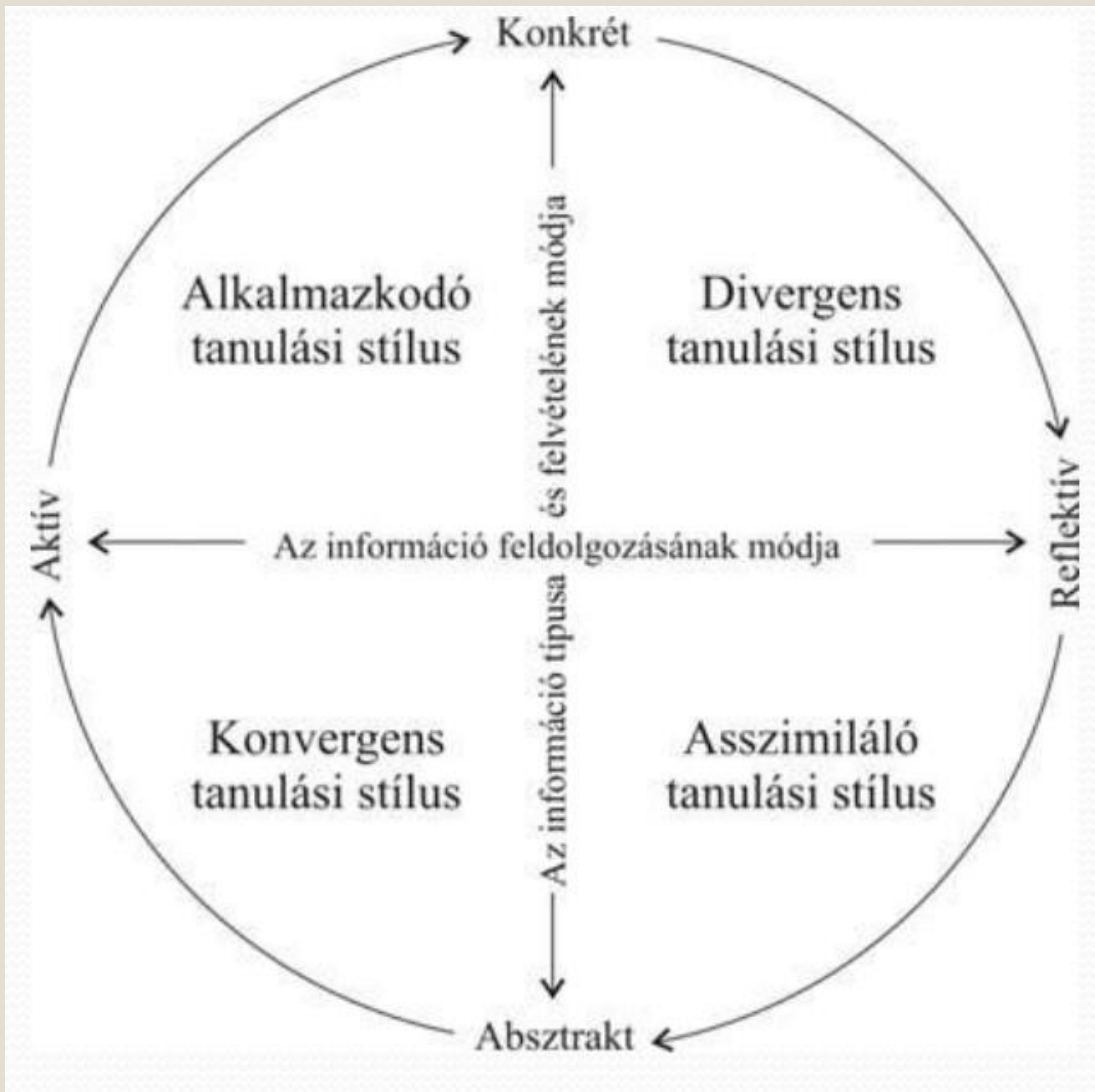 Konkrét
Alkalmazkodó
tanulási stílus
Divergens
tanulási stílus
Aktív
Az információ feldolgozásának módja
Reflektív
Az információ típusa és felvételének módja
Konvergens
tanulási stílus
Asszimiláló
tanulási stílus
Absztrakt